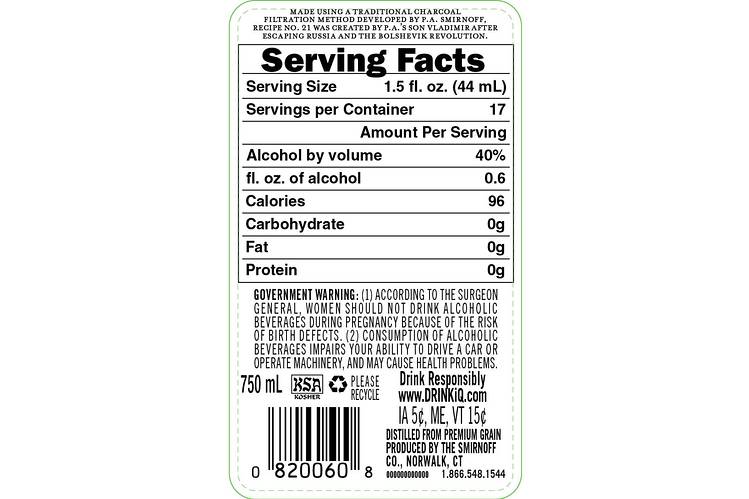 MADE USING A TRADITIONAL CHARCOAL
FILTRATION METHOD DEVELOPED BY P.A. SMIRNOFF,
RECIPE NO. 21 WAS CREATED BY P.A.'S SON VLADIMIR AFTER
ESCAPING RUSSIA AND THE BOLSHEVIK REVOLUTION.
Serving Facts
Serving Size 1.5 fl. oz. (44 mL)
Servings per Container 17
Amount Per Serving
Alcohol by volume 40%
fl. oz. of alcohol 0.6
Calories 96
Carbohydrate 0g
Fat 0g
Protein 0g
GOVERNMENT WARNING: (1) ACCORDING TO THE SURGEON
GENERAL, WOMEN SHOULD NOT DRINK ALCOHOLIC
BEVERAGES DURING PREGNANCY BECAUSE OF THE RISK
OF BIRTH DEFECTS. (2) CONSUMPTION OF ALCOHOLIC
BEVERAGES IMPAIRS YOUR ABILITY TO DRIVE A CAR OR
OPERATE MACHINERY, AND MAY CAUSE HEALTH PROBLEMS.
750 mL KSA KOSHER PLEASE RECYCLE
Drink Responsibly
www.DRINKiQ.com
IA 5¢, ME, VT 15¢
DISTILLED FROM PREMIUM GRAIN
PRODUCED BY THE SMIRNOFF
CO., NORWALK, CT
000000000000 1.866.548.1544
0 820060 8